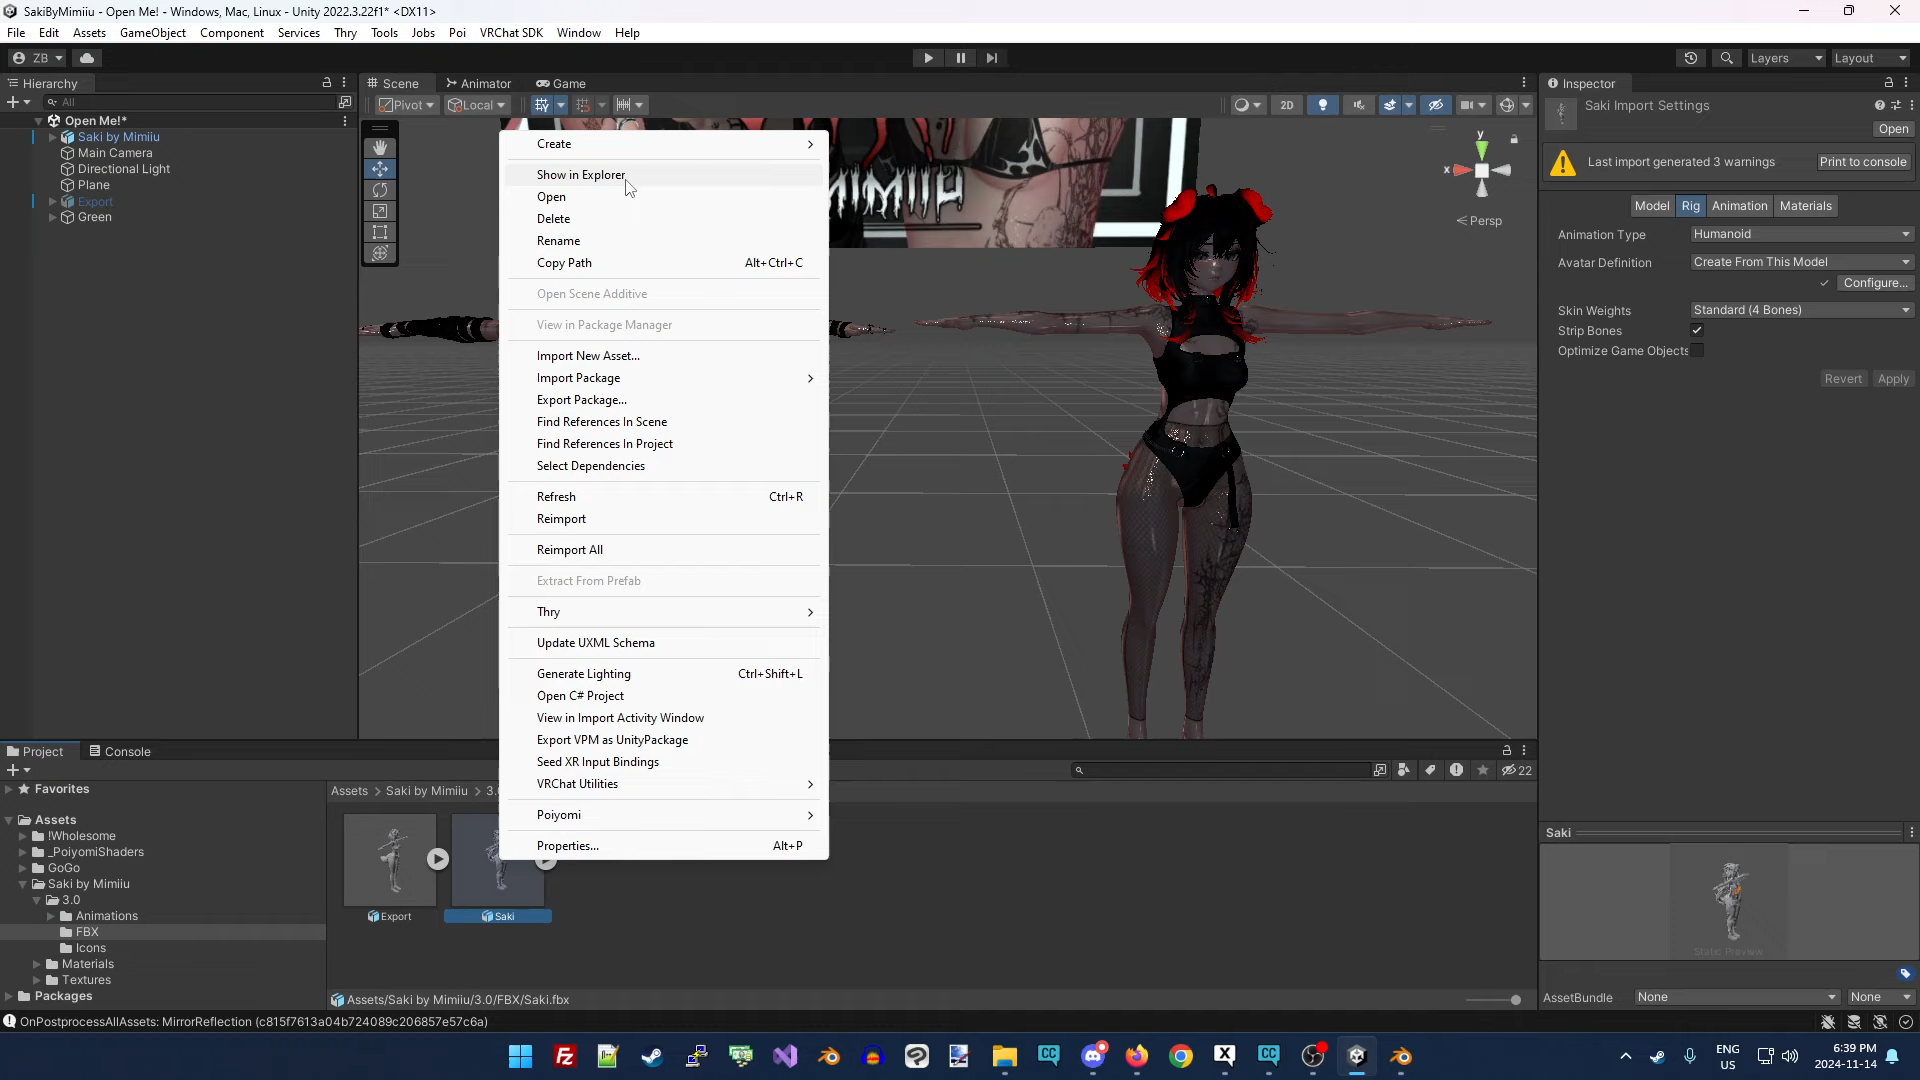 SakiByMimiiu - Open Me! - Windows, Mac, Linux - Unity 2022.3.22f1* <DX11>
File Edit Assets GameObject Component Services Thry Tools Jobs Poi VRChat SDK Window Help
ZB Layers Layout
Hierarchy
All
Open Me!*
Saki by Mimiiu
Main Camera
Directional Light
Plane
Export
Green
Scene Animator Game
Pivot Local 2D
y
x
Persp
Create
Show in Explorer
Open
Delete
Rename
Copy Path Alt+Ctrl+C
Open Scene Additive
View in Package Manager
Import New Asset...
Import Package
Export Package...
Find References In Scene
Find References In Project
Select Dependencies
Refresh Ctrl+R
Reimport
Reimport All
Extract From Prefab
Thry
Update UXML Schema
Generate Lighting Ctrl+Shift+L
Open C# Project
View in Import Activity Window
Export VPM as UnityPackage
Seed XR Input Bindings
VRChat Utilities
Poiyomi
Properties... Alt+P
Inspector
Saki Import Settings
Open
Last import generated 3 warnings Print to console
Model Rig Animation Materials
Animation Type Humanoid
Avatar Definition Create From This Model
Configure...
Skin Weights Standard (4 Bones)
Strip Bones
Optimize Game Objects
Revert Apply
Project Console
22
Favorites
Assets
!Wholesome
_PoiyomiShaders
GoGo
Saki by Mimiiu
3.0
Animations
FBX
Icons
Materials
Textures
Packages
Assets > Saki by Mimiiu > 3.
Export
Saki
Assets/Saki by Mimiiu/3.0/FBX/Saki.fbx
Saki
Static Preview
AssetBundle None None
OnPostprocessAllAssets: MirrorReflection (c815f7613a04b724089c206857e57c6a)
ENG
US
6:39 PM
2024-11-14